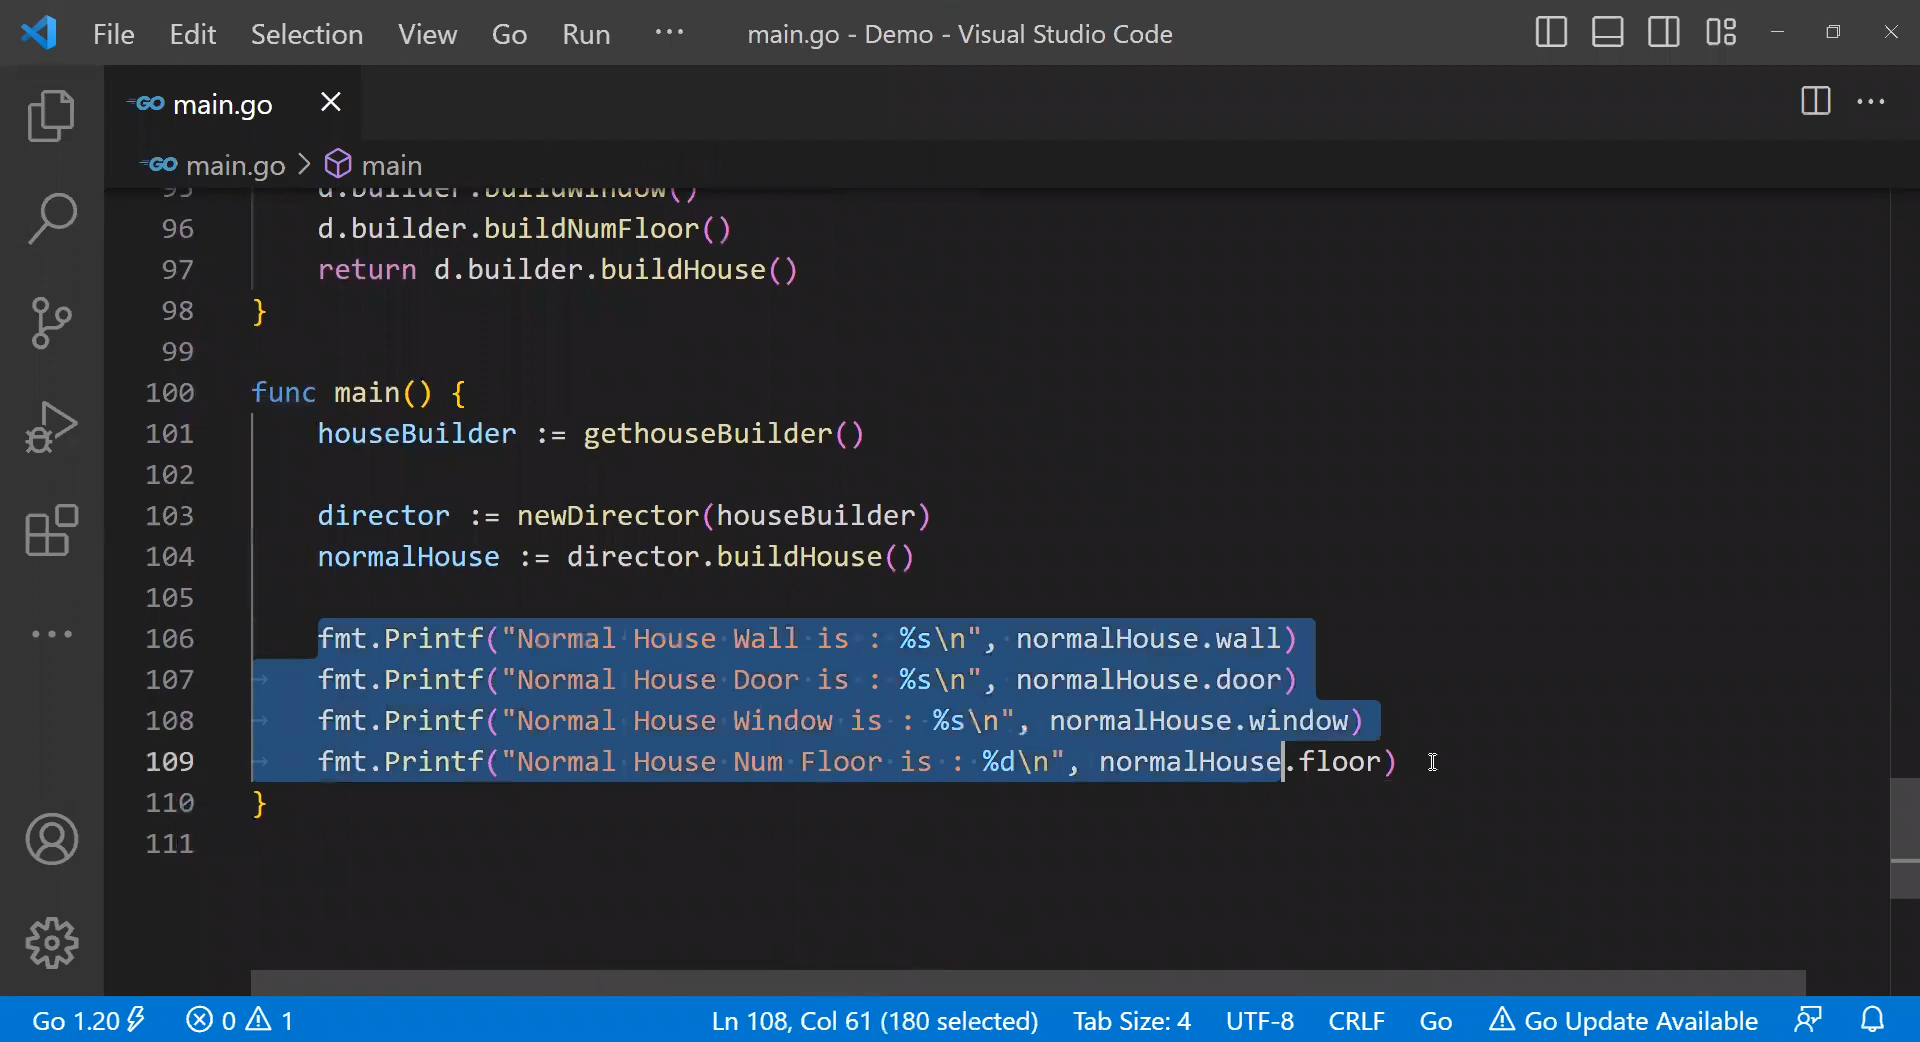 File Edit Selection View Go Run ··· main.go - Demo - Visual Studio Code
GO main.go
GO main.go > main
95 d.builder.buildWindow()
96 d.builder.buildNumFloor()
97 return d.builder.buildHouse()
98 }
99
100 func main() {
101 houseBuilder := gethouseBuilder()
102
103 director := newDirector(houseBuilder)
104 normalHouse := director.buildHouse()
105
106 fmt.Printf("Normal House Wall is : %s\n", normalHouse.wall)
107 fmt.Printf("Normal House Door is : %s\n", normalHouse.door)
108 fmt.Printf("Normal House Window is : %s\n", normalHouse.window)
109 fmt.Printf("Normal House Num Floor is : %d\n", normalHouse.floor)
110 }
111
Go 1.20 0 1 Ln 108, Col 61 (180 selected) Tab Size: 4 UTF-8 CRLF Go Go Update Available